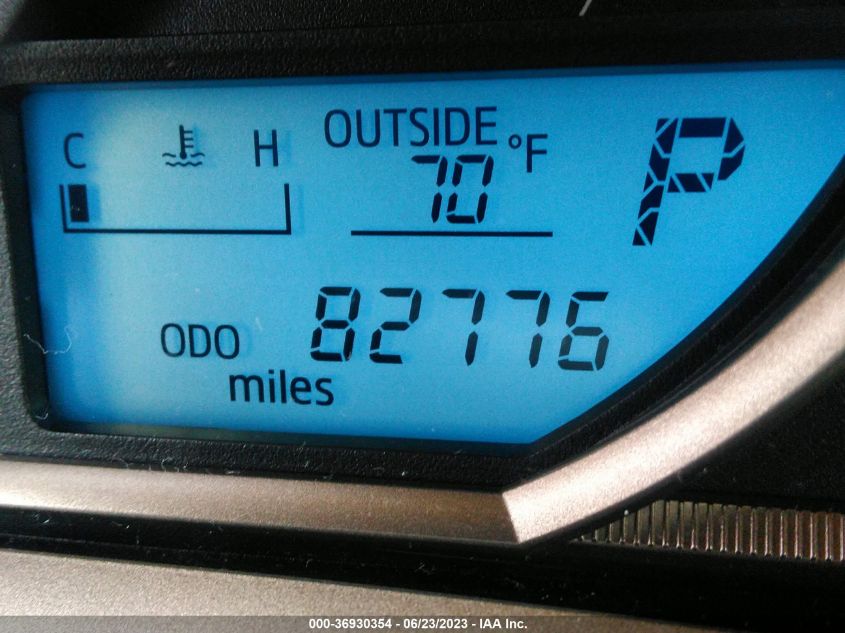 C H
OUTSIDE
70 °F
P
ODO 82776
miles
000-36930354 - 06/23/2023 - IAA Inc.